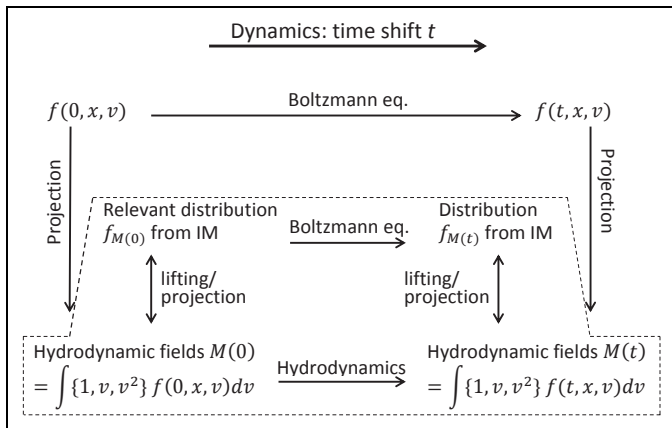 Dynamics: time shift t
Boltzmann eq.
f(0, x, v)
f(t, x, v)
Projection
Projection
Relevant distribution
f_{M(0)} from IM
Boltzmann eq.
Distribution
f_{M(t)} from IM
lifting/
projection
lifting/
projection
Hydrodynamic fields M(0)
= ∫{1, v, v²} f(0, x, v)dv
Hydrodynamics
Hydrodynamic fields M(t)
= ∫{1, v, v²} f(t, x, v)dv